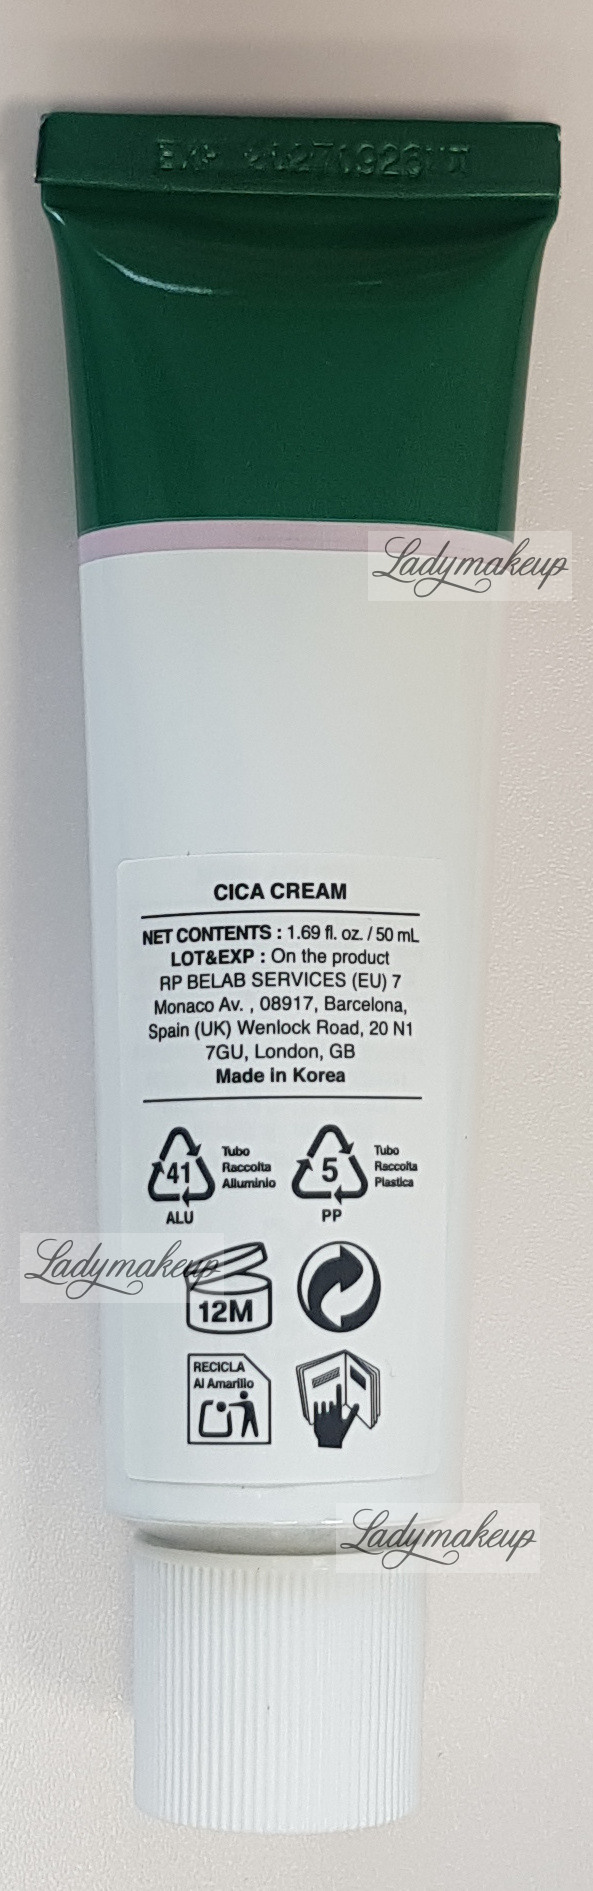 EXP 20270926
Ladymakeup
CICA CREAM
NET CONTENTS : 1.69 fl. oz. / 50 mL
LOT&EXP : On the product
RP BELAB SERVICES (EU) 7
Monaco Av. , 08917, Barcelona,
Spain (UK) Wenlock Road, 20 N1
7GU, London, GB
Made in Korea
41
ALU
Tubo
Raccolta
Alluminio
5
PP
Tubo
Raccolta
Plastica
Ladymakeup
12M
RECICLA
Al Amarillo
Ladymakeup